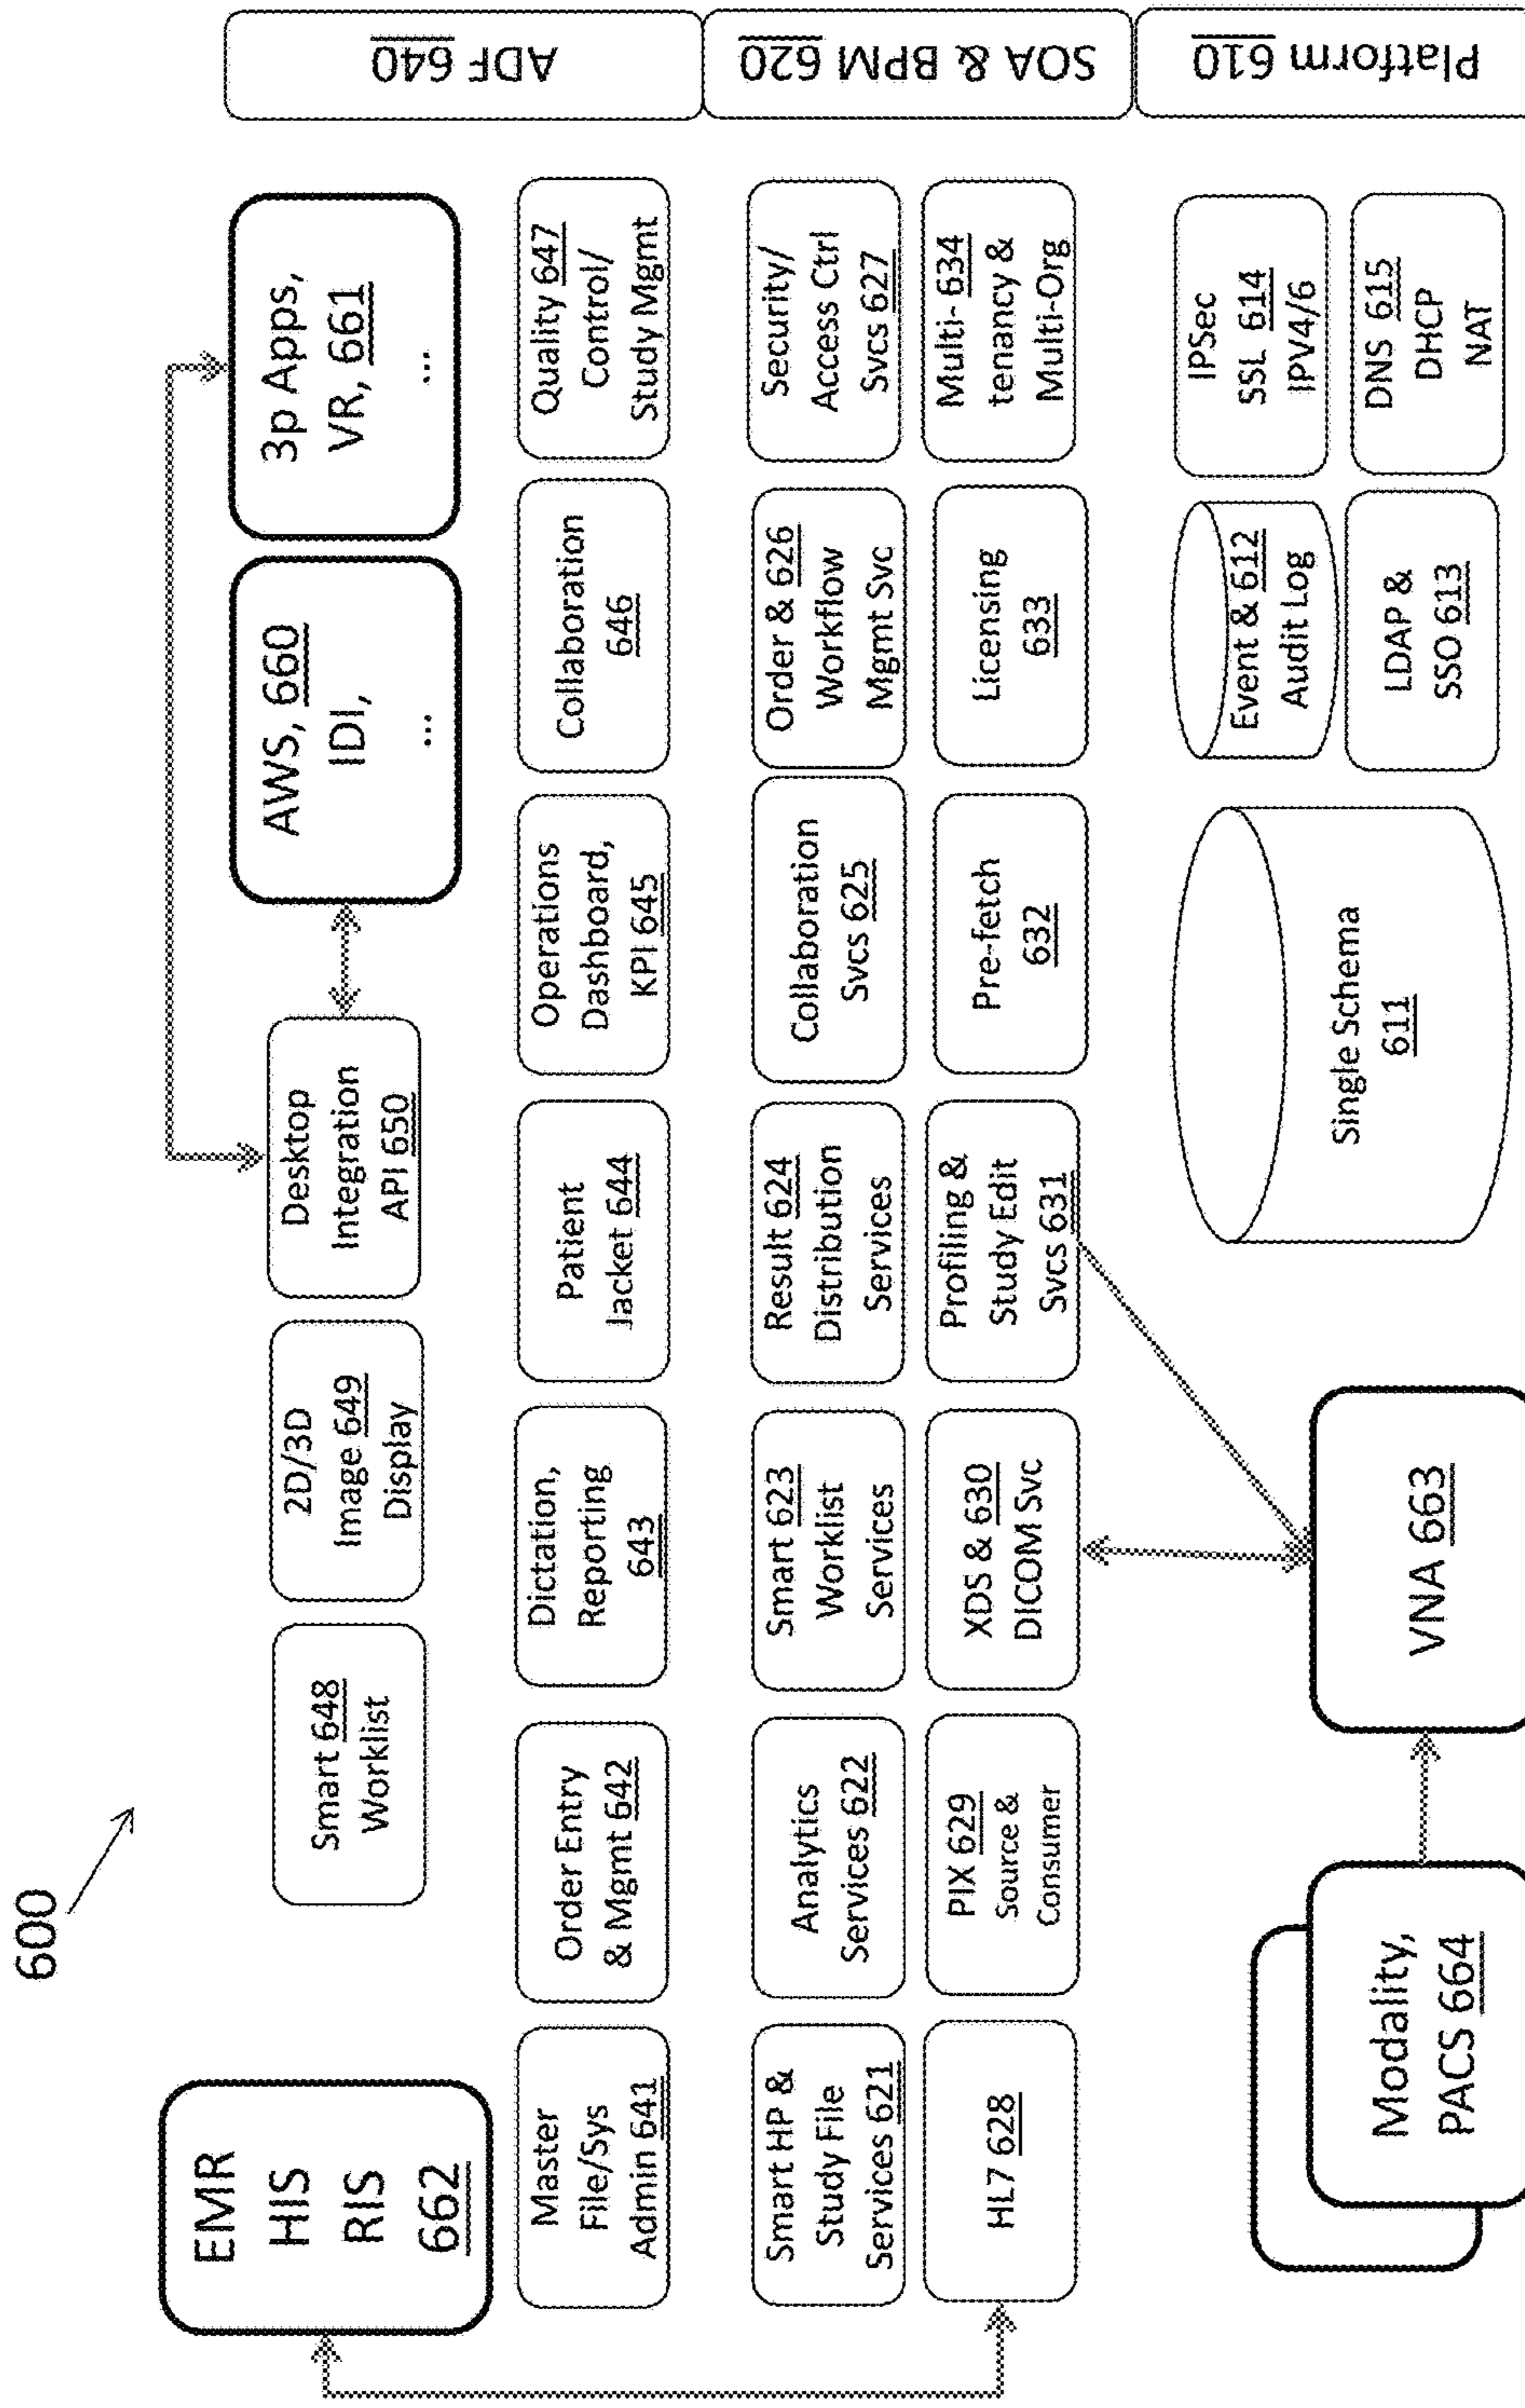 600
EMR
HIS
RIS
662
Smart 648
Worklist
2D/3D
Image 649
Display
Desktop
Integration
API 650
AWS, 660
IDI,
...
3p Apps,
VR, 661
...
ADF 640
Master
File/Sys
Admin 641
Order Entry
& Mgmt 642
Dictation,
Reporting
643
Patient
Jacket 644
Operations
Dashboard,
KPI 645
Collaboration
646
Quality 647
Control/
Study Mgmt
Smart HP &
Study File
Services 621
Analytics
Services 622
Smart 623
Worklist
Services
Result 624
Distribution
Services
Collaboration
Svcs 625
Order & 626
Workflow
Mgmt Svc
Security/
Access Ctrl
Svcs 627
SOA & BPM 620
HL7 628
PIX 629
Source &
Consumer
XDS & 630
DICOM Svc
Profiling &
Study Edit
Svcs 631
Pre-fetch
632
Licensing
633
Multi- 634
tenancy &
Multi-Org
Modality,
PACS 664
VNA 663
Single Schema
611
Event & 612
Audit Log
IPSec
SSL 614
IPV4/6
LDAP &
SSO 613
DNS 615
DHCP
NAT
Platform 610